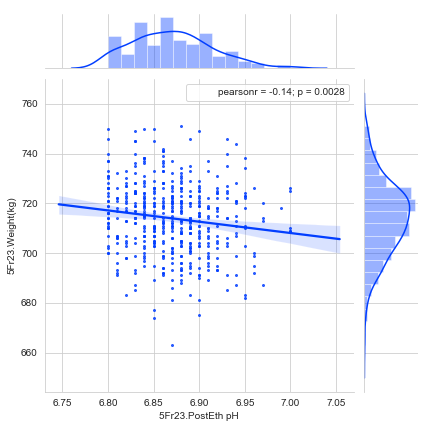 pearsonr = -0.14; p = 0.0028
760
740
720
700
680
660
5Fr23.Weight(kg)
6.75 6.80 6.85 6.90 6.95 7.00 7.05
5Fr23.PostEth pH